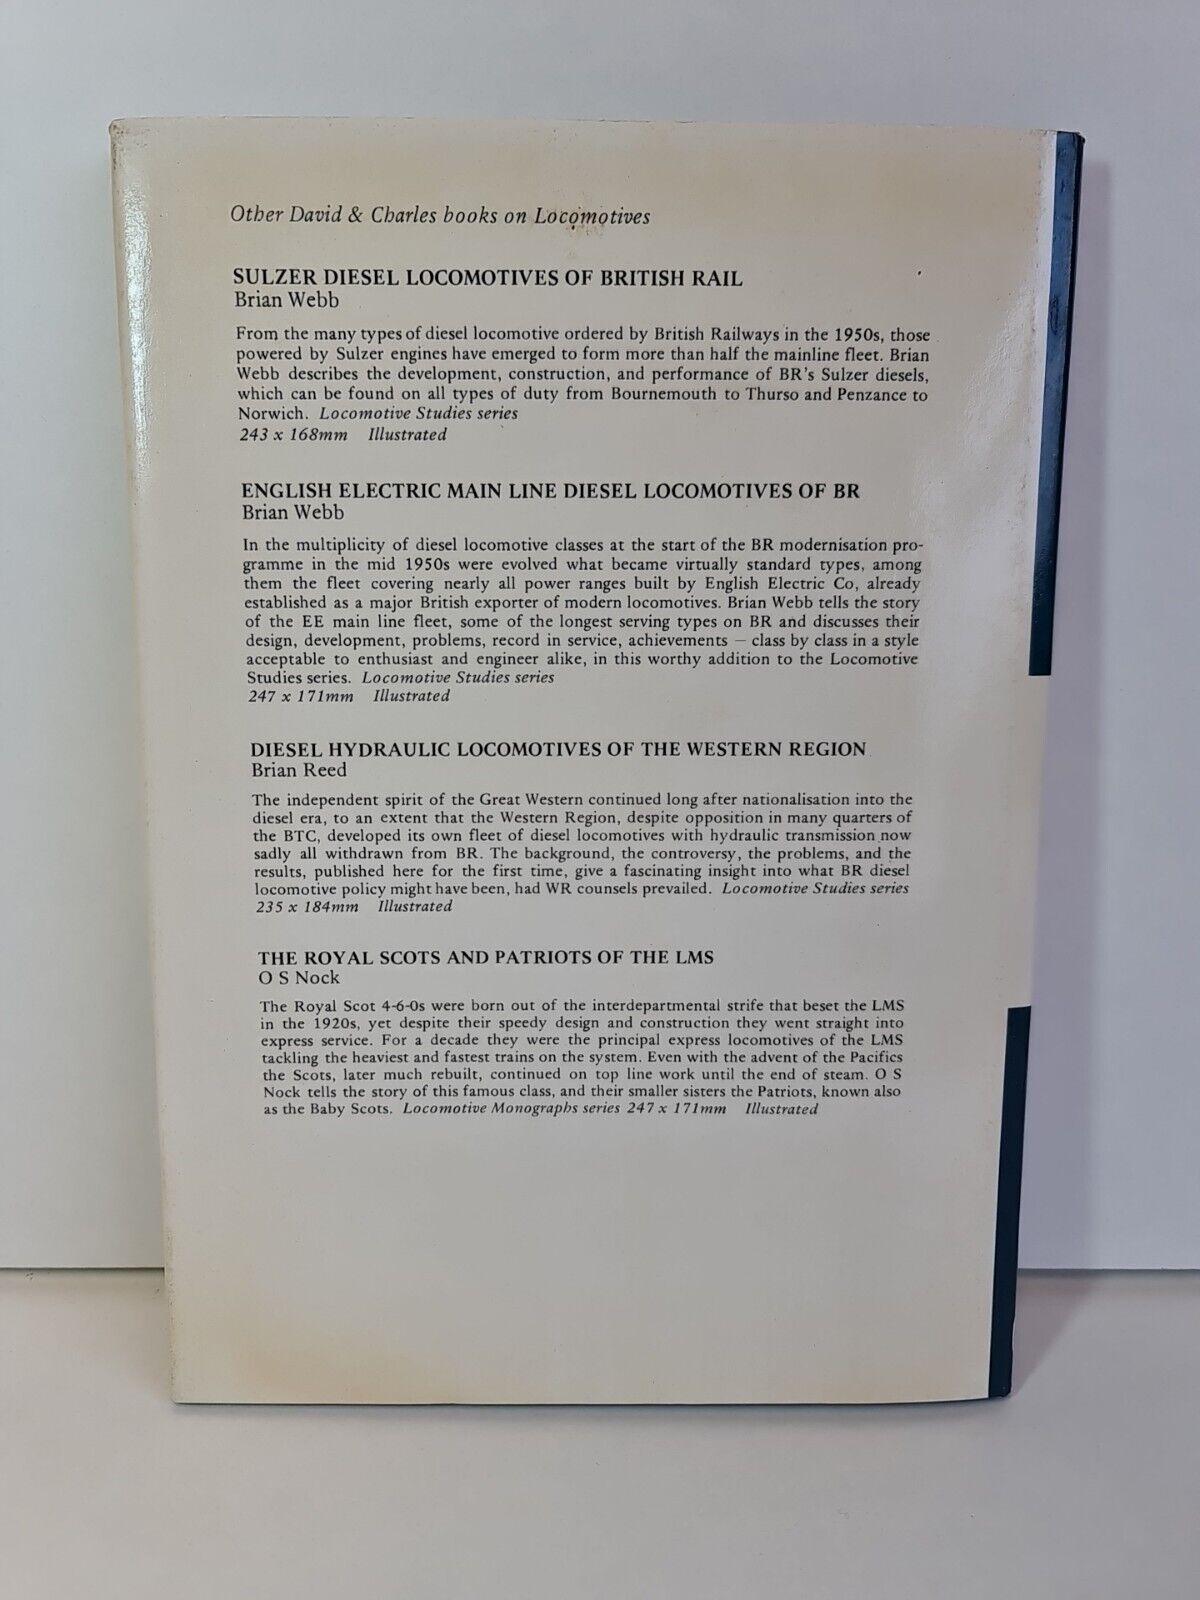 Other David & Charles books on Locomotives
SULZER DIESEL LOCOMOTIVES OF BRITISH RAIL
Brian Webb
From the many types of diesel locomotive ordered by British Railways in the 1950s, those
powered by Sulzer engines have emerged to form more than half the mainline fleet. Brian
Webb describes the development, construction, and performance of BR's Sulzer diesels,
which can be found on all types of duty from Bournemouth to Thurso and Penzance to
Norwich. Locomotive Studies series
243 x 168mm Illustrated
ENGLISH ELECTRIC MAIN LINE DIESEL LOCOMOTIVES OF BR
Brian Webb
In the multiplicity of diesel locomotive classes at the start of the BR modernisation pro-
gramme in the mid 1950s were evolved what became virtually standard types, among
them the fleet covering nearly all power ranges built by English Electric Co, already
established as a major British exporter of modern locomotives. Brian Webb tells the story
of the EE main line fleet, some of the longest serving types on BR and discusses their
design, development, problems, record in service, achievements — class by class in a style
acceptable to enthusiast and engineer alike, in this worthy addition to the Locomotive
Studies series. Locomotive Studies series
247 x 171mm Illustrated
DIESEL HYDRAULIC LOCOMOTIVES OF THE WESTERN REGION
Brian Reed
The independent spirit of the Great Western continued long after nationalisation into the
diesel era, to an extent that the Western Region, despite opposition in many quarters of
the BTC, developed its own fleet of diesel locomotives with hydraulic transmission now
sadly all withdrawn from BR. The background, the controversy, the problems, and the
results, published here for the first time, give a fascinating insight into what BR diesel
locomotive policy might have been, had WR counsels prevailed. Locomotive Studies series
235 x 184mm Illustrated
THE ROYAL SCOTS AND PATRIOTS OF THE LMS
O S Nock
The Royal Scot 4-6-0s were born out of the interdepartmental strife that beset the LMS
in the 1920s, yet despite their speedy design and construction they went straight into
express service. For a decade they were the principal express locomotives of the LMS
tackling the heaviest and fastest trains on the system. Even with the advent of the Pacifics
the Scots, later much rebuilt, continued on top line work until the end of steam. O S
Nock tells the story of this famous class, and their smaller sisters the Patriots, known also
as the Baby Scots. Locomotive Monographs series 247 x 171mm Illustrated